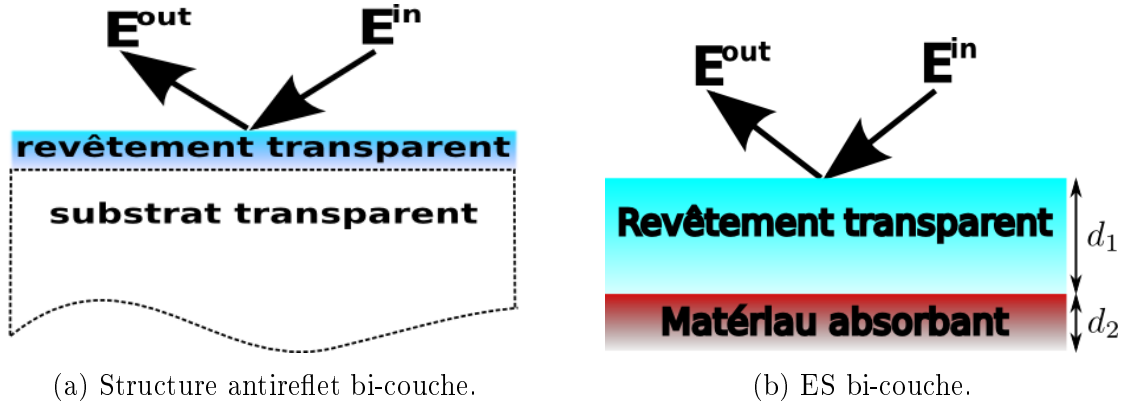 E^out E^in
revêtement transparent
substrat transparent
(a) Structure antireflet bi-couche.
E^out E^in
Revêtement transparent
d_1
Matérlau absorbant
d_2
(b) ES bi-couche.